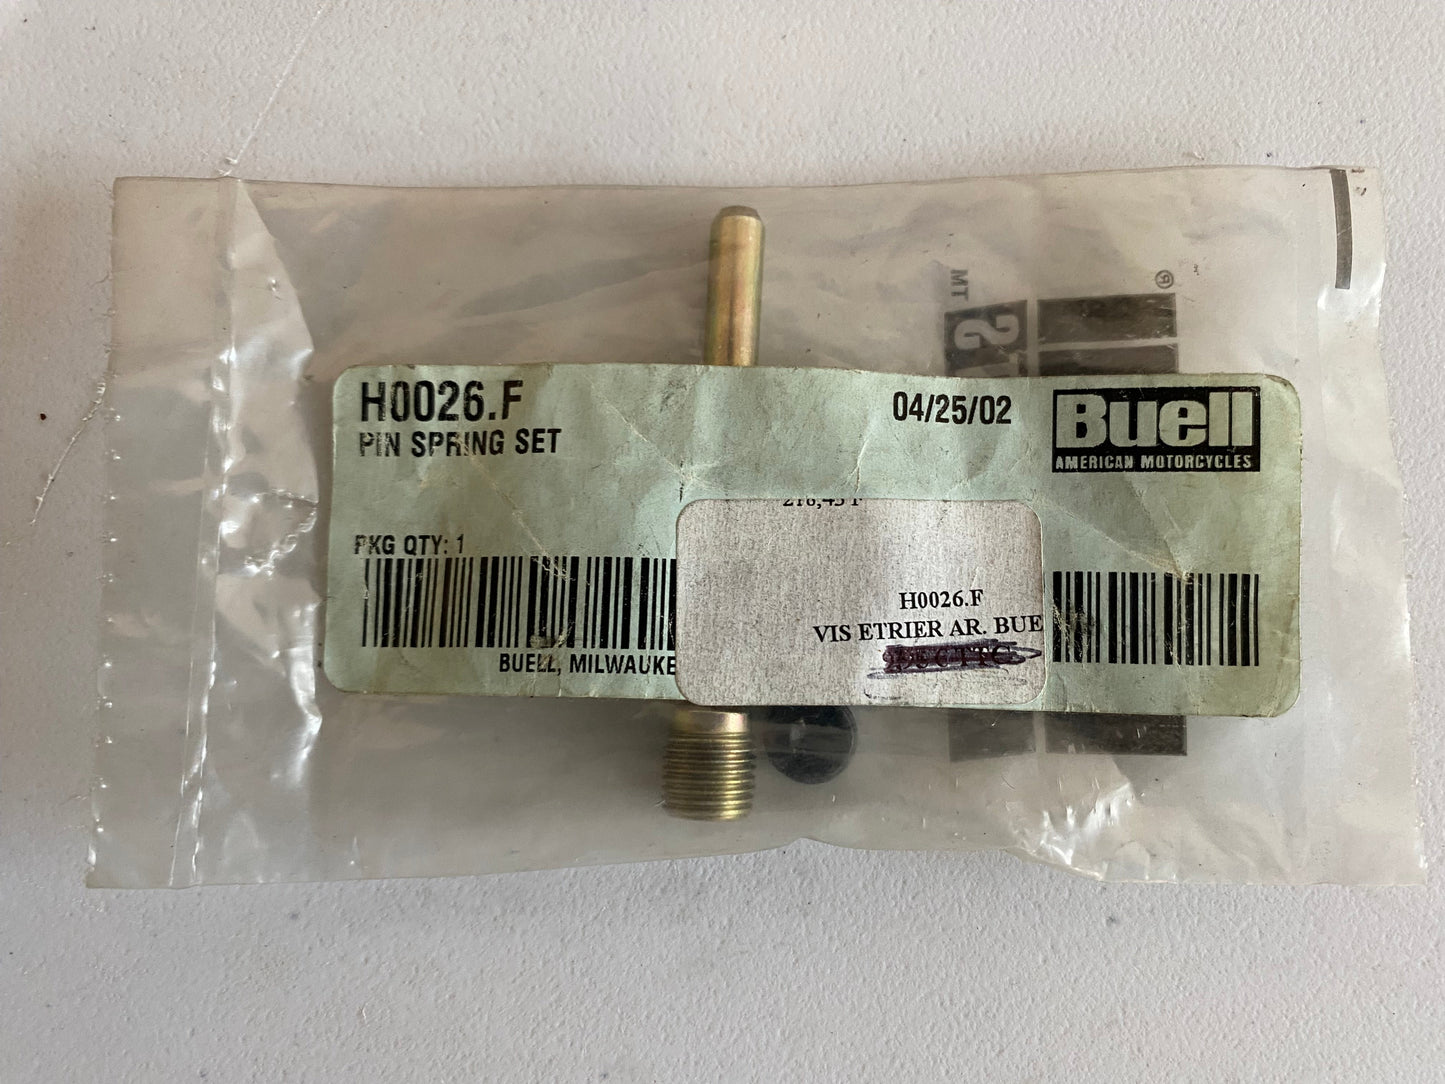 H0026.F
PIN SPRING SET
04/25/02
Buell
AMERICAN MOTORCYCLES
PKG QTY: 1
BUELL, MILWAUKE
H0026.F
VIS ETRIER AR. BUE
MT
®